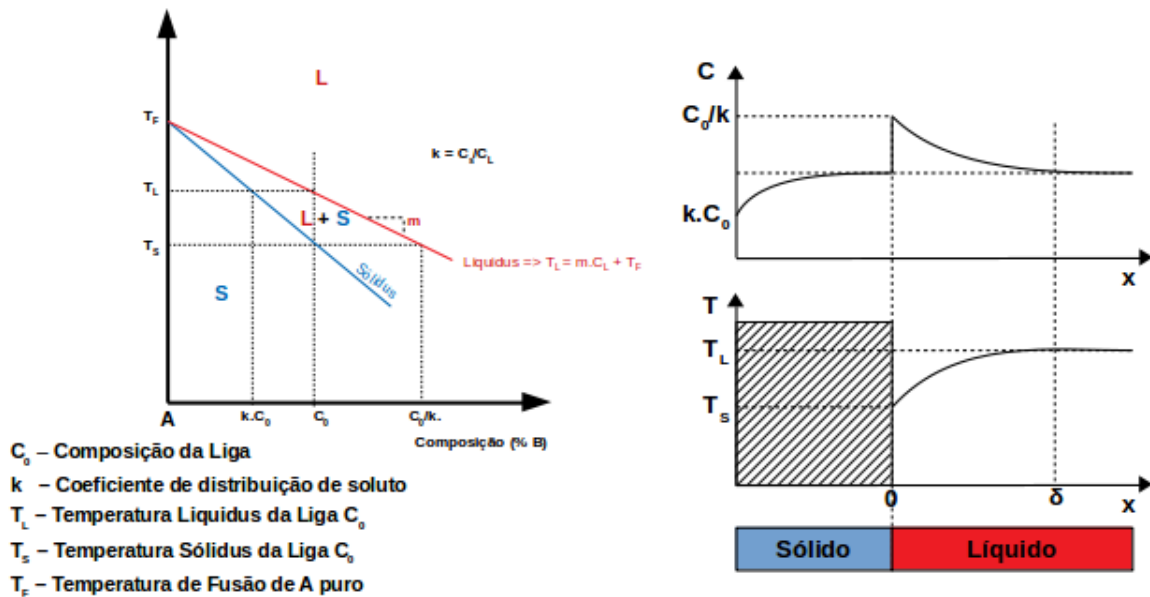 L
T_F
k = C_s/C_L
T_L
L + S
m
T_S
Liquidus => T_L = m.C_L + T_F
Sólidus
S
A
k.C_0
C_0
C_0/k.
Composição (% B)
C_0 – Composição da Liga
k – Coeficiente de distribuição de soluto
T_L – Temperatura Liquidus da Liga C_0
T_S – Temperatura Sólidus da Liga C_0
T_F – Temperatura de Fusão de A puro
C
C_0/k
k.C_0
x
T
T_L
T_S
0
δ
x
Sólido
Líquido